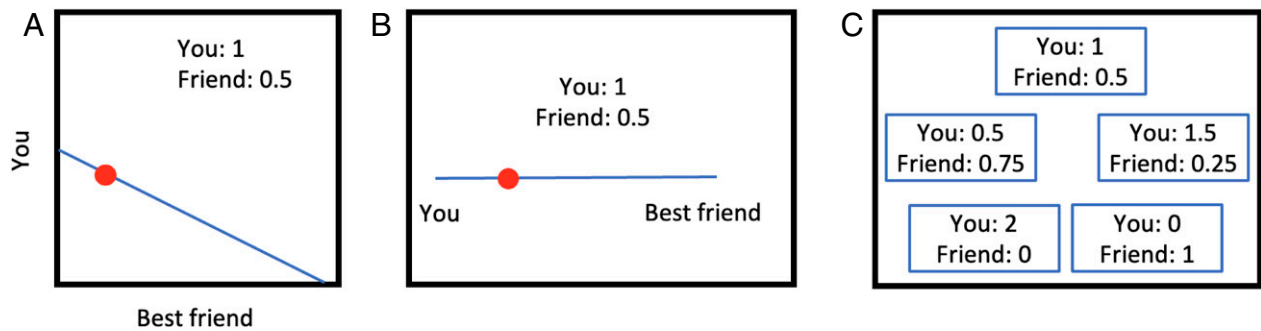 A
You: 1
Friend: 0.5
You
Best friend
B
You: 1
Friend: 0.5
You
Best friend
C
You: 1
Friend: 0.5
You: 0.5
Friend: 0.75
You: 1.5
Friend: 0.25
You: 2
Friend: 0
You: 0
Friend: 1